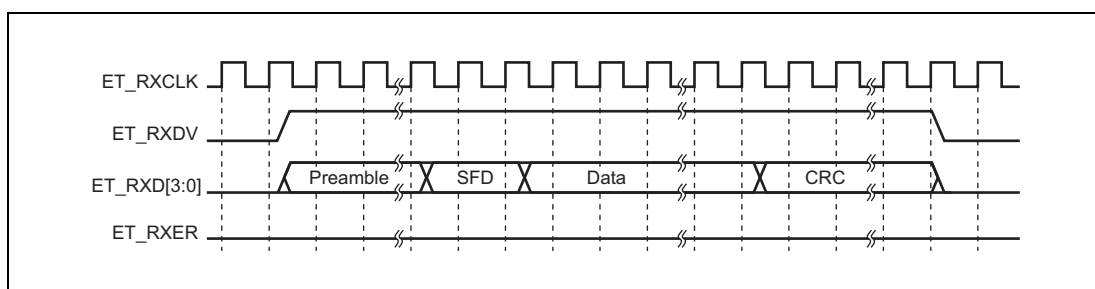 ET_RXCLK
ET_RXDV
ET_RXD[3:0] Preamble SFD Data CRC
ET_RXER